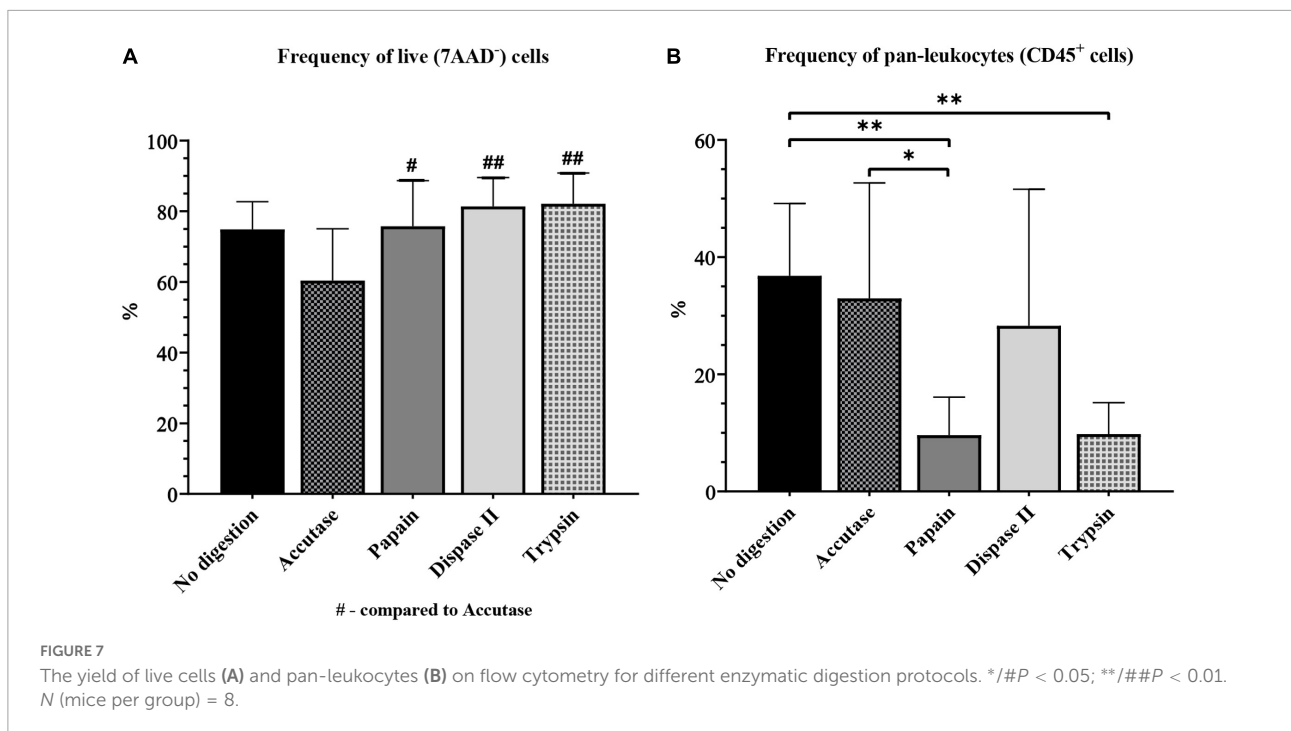 A
Frequency of live (7AAD⁻) cells
#
##
##
100
80
60
40
20
0
%
No digestion
Accutase
Papain
Dispase II
Trypsin
# - compared to Accutase
B
Frequency of pan-leukocytes (CD45⁺ cells)
**
**
*
60
40
20
0
%
No digestion
Accutase
Papain
Dispase II
Trypsin
FIGURE 7
The yield of live cells (A) and pan-leukocytes (B) on flow cytometry for different enzymatic digestion protocols. */#P < 0.05; **/##P < 0.01.
N (mice per group) = 8.